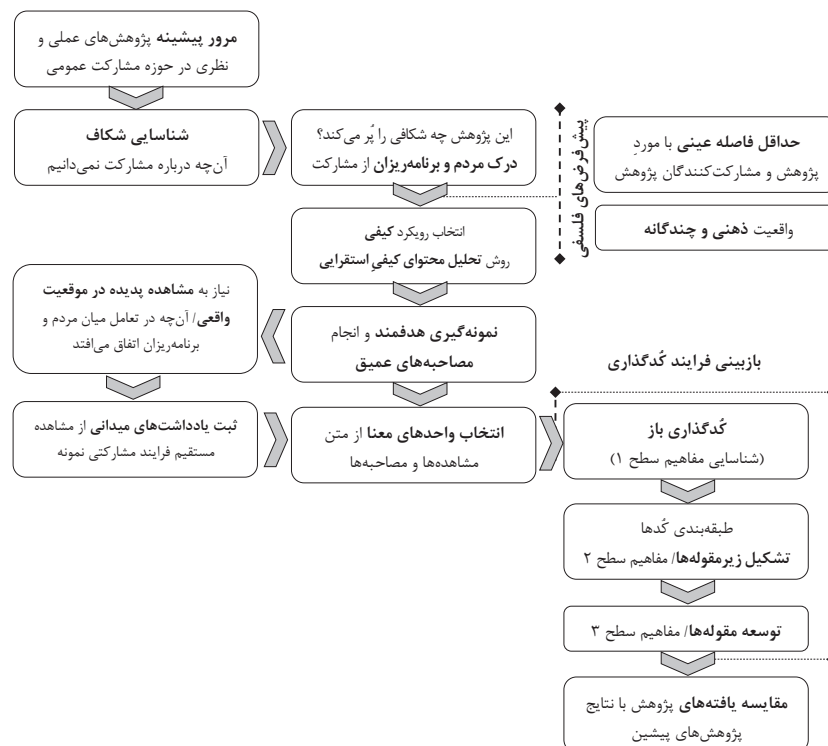 مرور پیشینه پژوهش‌های عملی و
نظری در حوزه مشارکت عمومی
شناسایی شکاف
آن‌چه درباره مشارکت نمی‌دانیم
این پژوهش چه شکافی را پُر می‌کند؟
درک مردم و برنامه‌ریزان از مشارکت
پیش‌فرض‌های فلسفی
حداقل فاصله عینی با موردِ
پژوهش و مشارکت‌کنندگان پژوهش
واقعیت ذهنی و چندگانه
انتخاب رویکرد کیفی
روش تحلیل محتوای کیفیِ استقرایی
نمونه‌گیری هدفمند و انجام
مصاحبه‌های عمیق
نیاز به مشاهده پدیده در موقعیت
واقعی/ آن‌چه در تعامل میان مردم و
برنامه‌ریزان اتفاق می‌افتد
ثبت یادداشت‌های میدانی از مشاهده
مستقیم فرایند مشارکتی نمونه
انتخاب واحدهای معنا از متن
مشاهده‌ها و مصاحبه‌ها
بازبینی فرایند کُدگذاری
کُدگذاری باز
(شناسایی مفاهیم سطح ۱)
طبقه‌بندی کُدها
تشکیل زیرمقوله‌ها/ مفاهیم سطح ۲
توسعه مقوله‌ها/ مفاهیم سطح ۳
مقایسه یافته‌های پژوهش با نتایج
پژوهش‌های پیشین